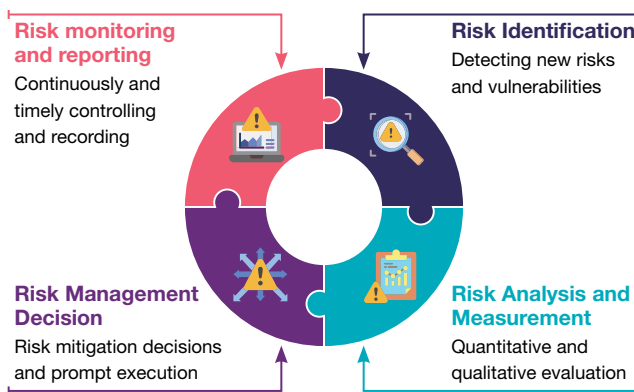 Risk monitoring
and reporting
Continuously and
timely controlling
and recording
Risk Identification
Detecting new risks
and vulnerabilities
Risk Management
Decision
Risk mitigation decisions
and prompt execution
Risk Analysis and
Measurement
Quantitative and
qualitative evaluation